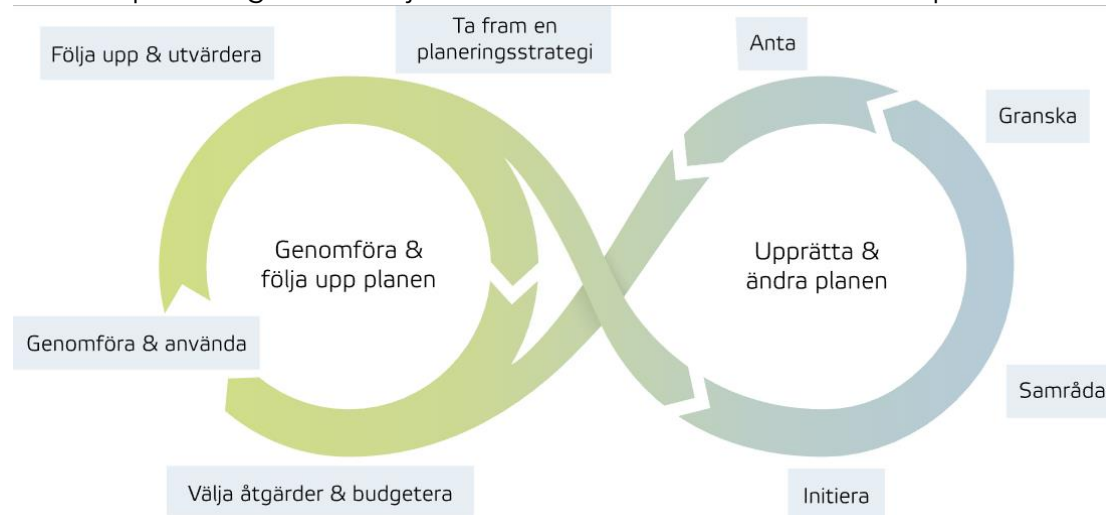 Ta fram en
planeringsstrategi
Följa upp & utvärdera
Anta
Granska
Genomföra &
följa upp planen
Upprätta &
ändra planen
Genomföra & använda
Samråda
Välja åtgärder & budgetera
Initiera